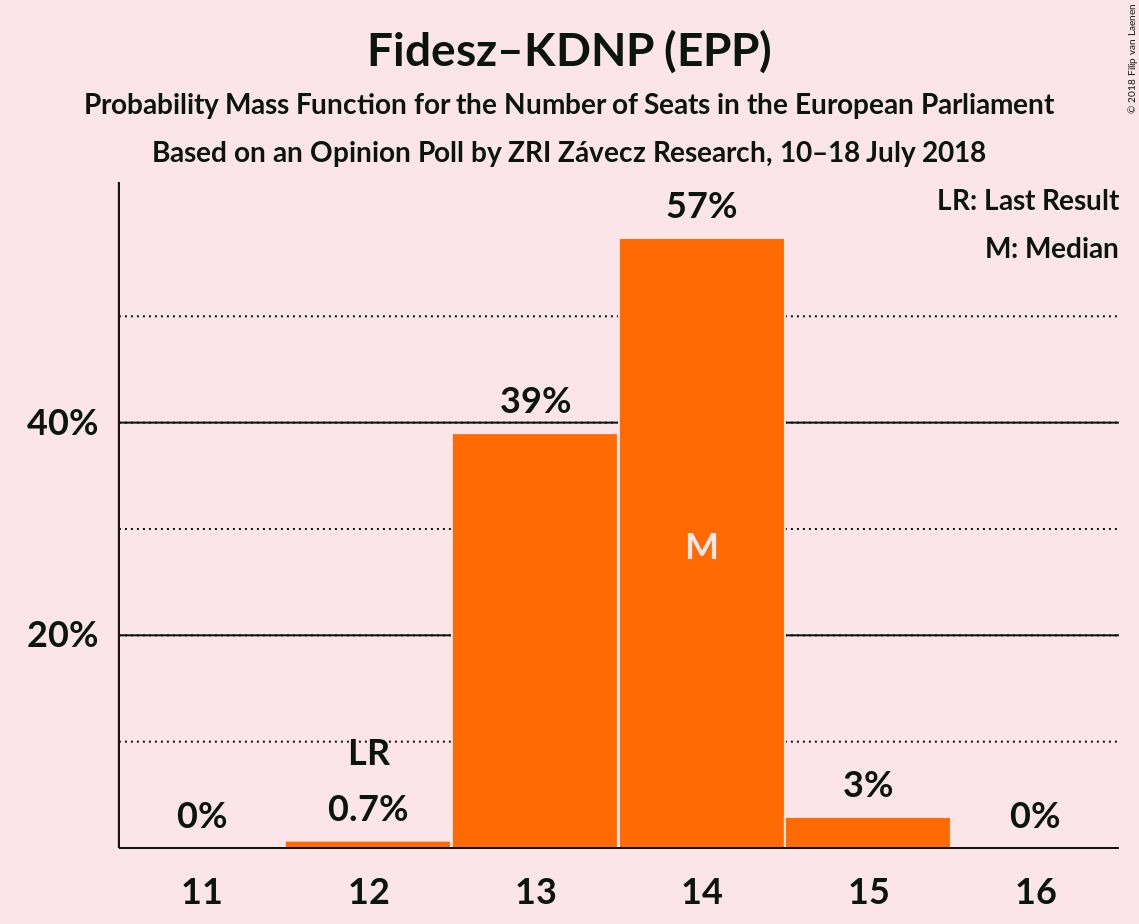 Fidesz–KDNP (EPP)
Probability Mass Function for the Number of Seats in the European Parliament
Based on an Opinion Poll by ZRI Závecz Research, 10–18 July 2018
© 2018 Filip van Laenen
LR: Last Result
M: Median
57%
39%
40%
M
20%
LR
0.7%
0%
3%
0%
11 12 13 14 15 16